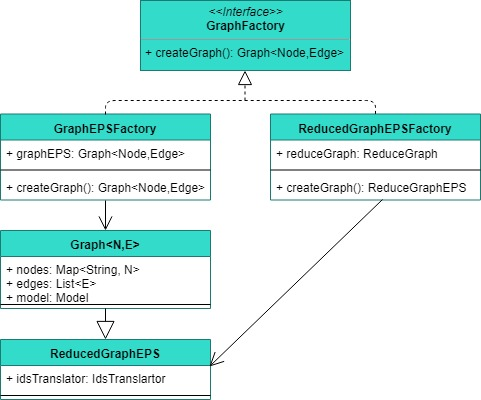 <<Interface>>
GraphFactory
+ createGraph(): Graph<Node,Edge>
GraphEPSFactory
+ graphEPS: Graph<Node,Edge>
+ createGraph(): Graph<Node,Edge>
ReducedGraphEPSFactory
+ reduceGraph: ReduceGraph
+ createGraph(): ReduceGraphEPS
Graph<N,E>
+ nodes: Map<String, N>
+ edges: List<E>
+ model: Model
ReducedGraphEPS
+ idsTranslator: IdsTranslartor